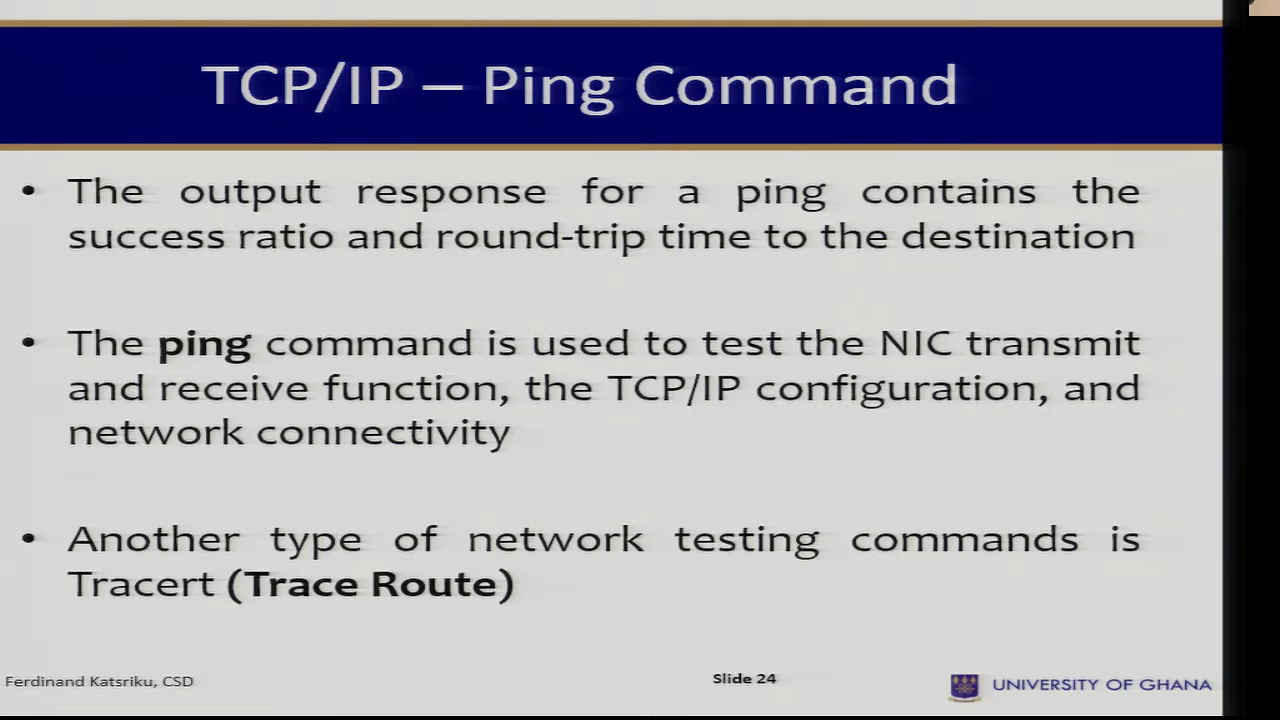 TCP/IP – Ping Command
• The output response for a ping contains the
success ratio and round-trip time to the destination
• The ping command is used to test the NIC transmit
and receive function, the TCP/IP configuration, and
network connectivity
• Another type of network testing commands is
Tracert (Trace Route)
Ferdinand Katsriku, CSD
Slide 24
UNIVERSITY OF GHANA